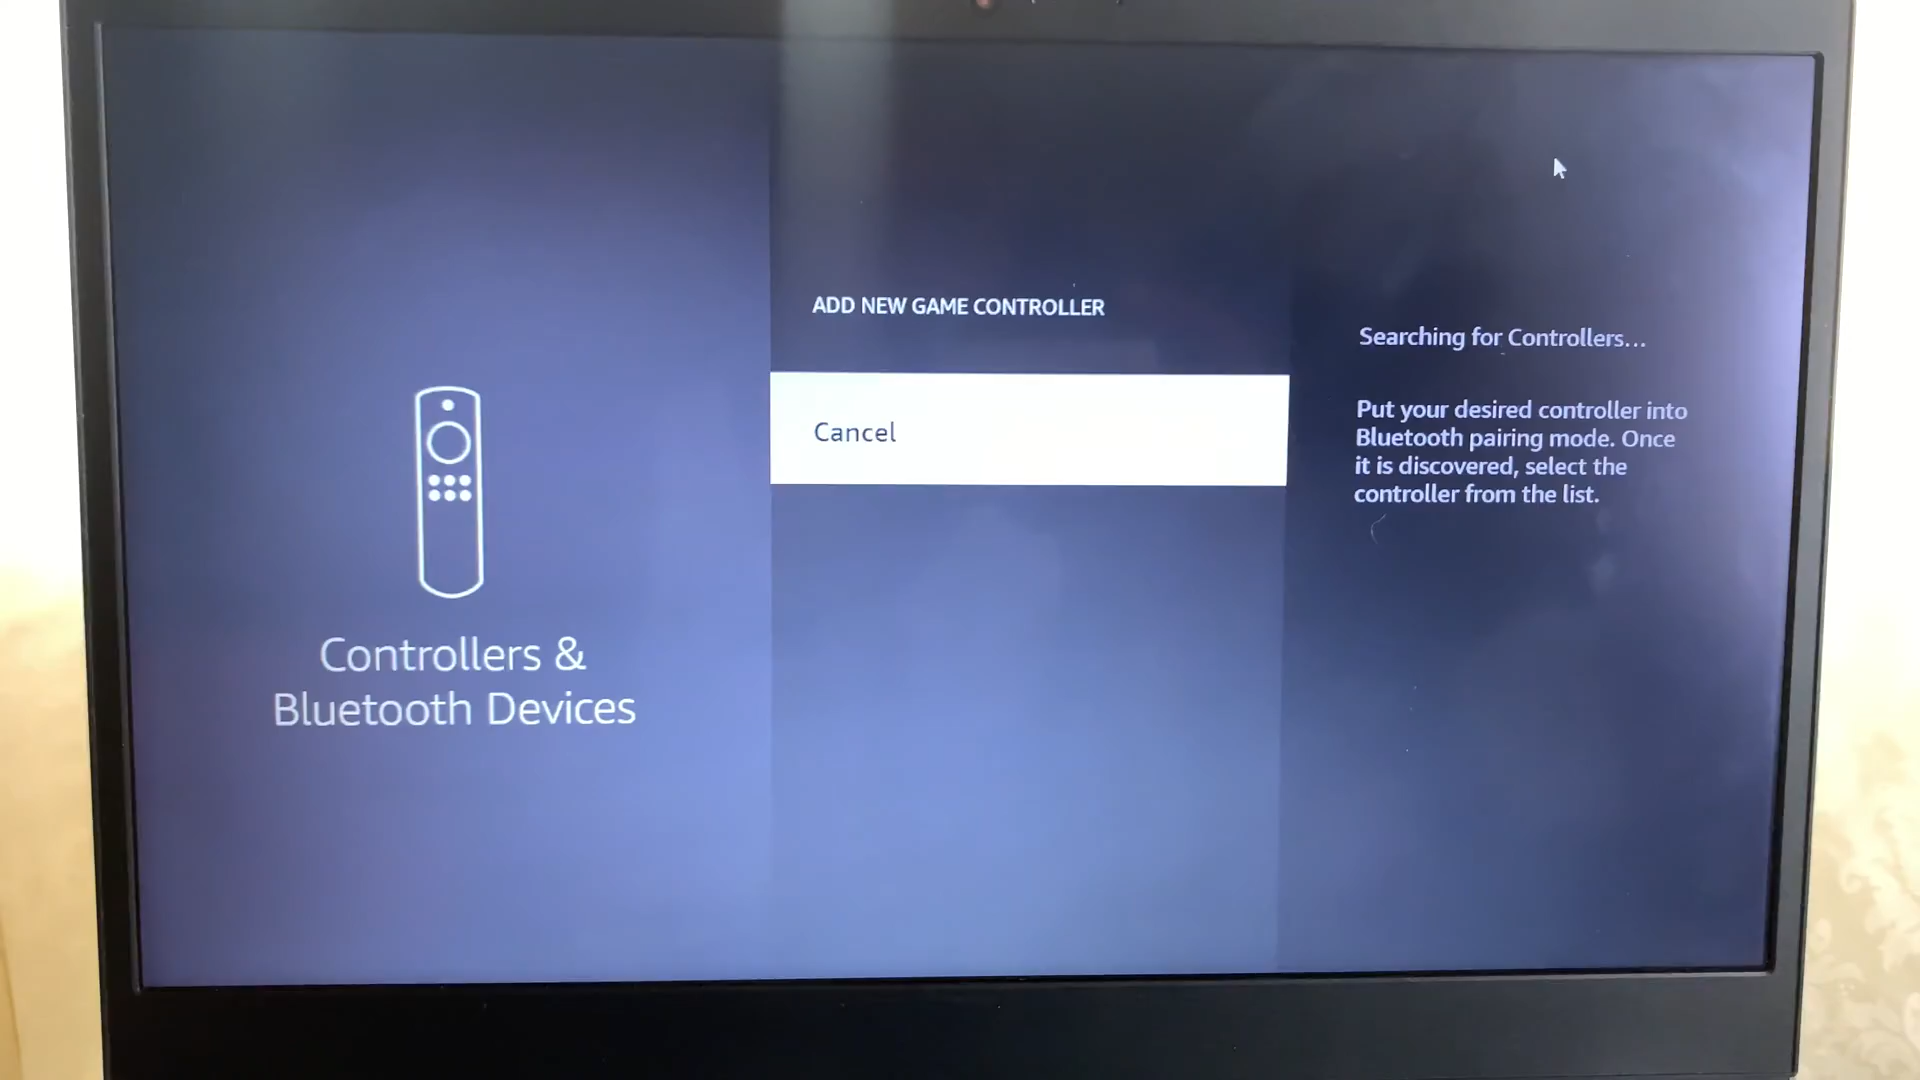 ADD NEW GAME CONTROLLER
Cancel
Controllers &
Bluetooth Devices
Searching for Controllers...
Put your desired controller into
Bluetooth pairing mode. Once
it is discovered, select the
controller from the list.